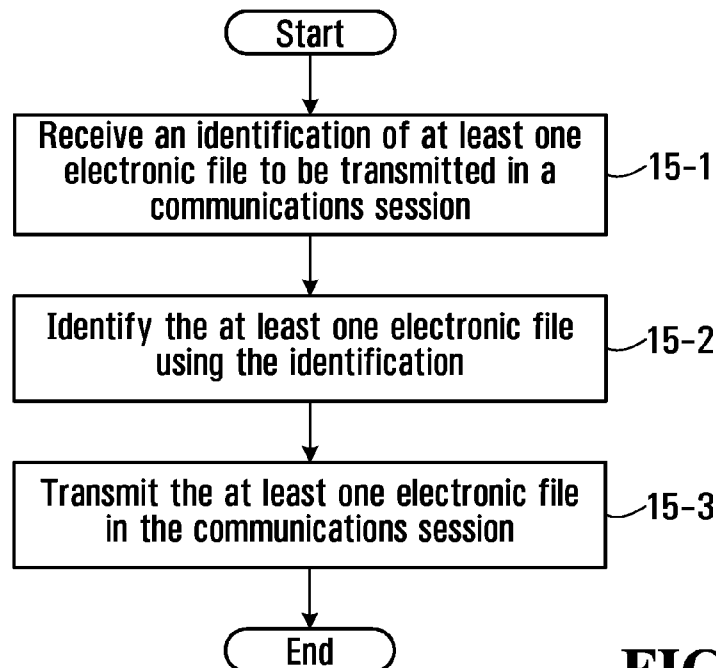 Start
Receive an identification of at least one
electronic file to be transmitted in a
communications session
15-1
Identify the at least one electronic file
using the identification
15-2
Transmit the at least one electronic file
in the communications session
15-3
End
FIG